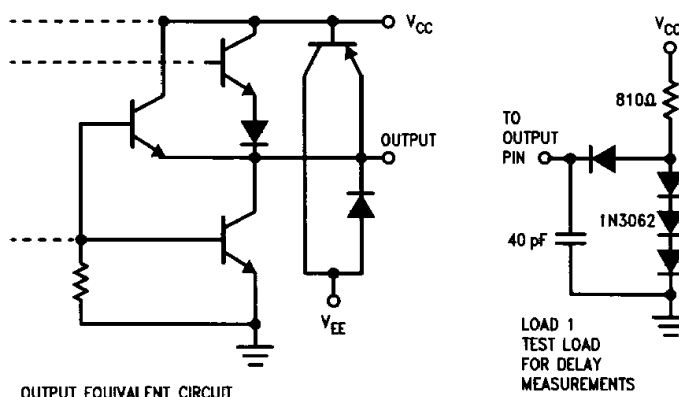 VCC
OUTPUT
VEE
OUTPUT EQUIVALENT CIRCUIT
VCC
810Ω
TO
OUTPUT
PIN
1N3062
40 pF
LOAD 1
TEST LOAD
FOR DELAY
MEASUREMENTS